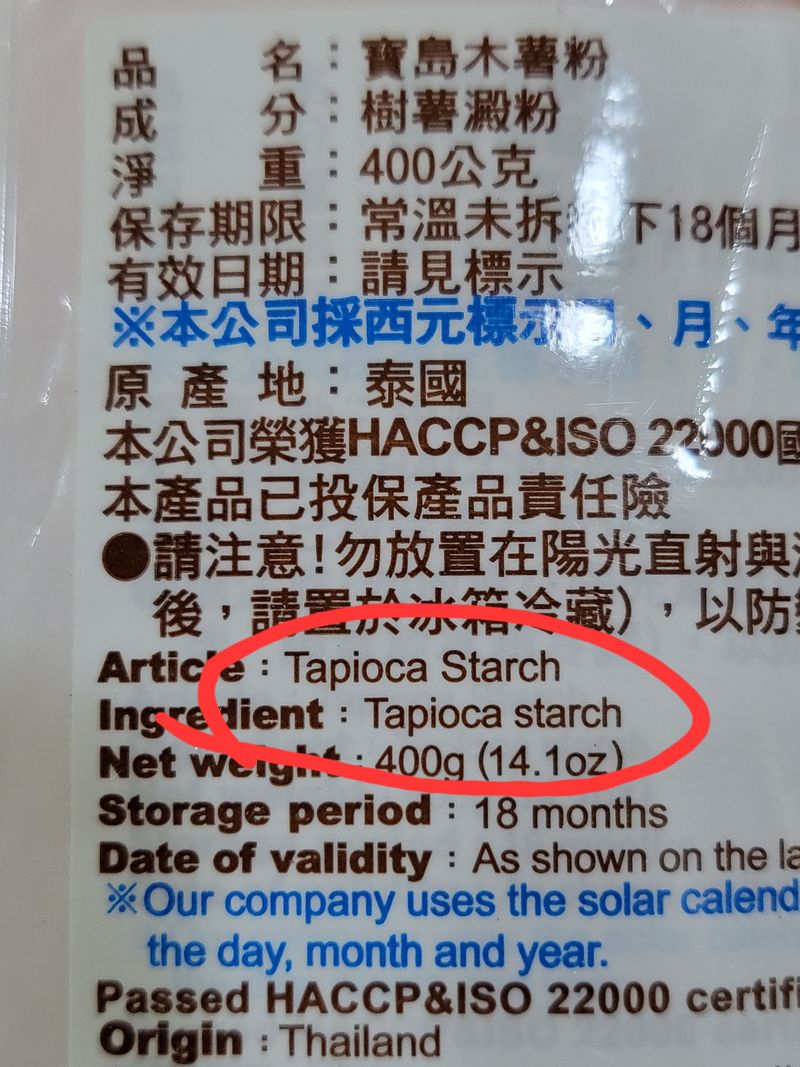 品名：寶島木薯粉
成分：樹薯澱粉
淨重：400公克
保存期限：常溫未拆 下18個月
有效日期：請見標示
※本公司採西元標示 、月、年
原產地：泰國
本公司榮獲HACCP&ISO 22000國
本產品已投保產品責任險
●請注意!勿放置在陽光直射與
後，請置於冰箱冷藏)，以防
Article：Tapioca Starch
Ingredient：Tapioca starch
Net weight：400g (14.1oz)
Storage period：18 months
Date of validity：As shown on the la
※Our company uses the solar calend
the day, month and year.
Passed HACCP&ISO 22000 certifi
Origin：Thailand